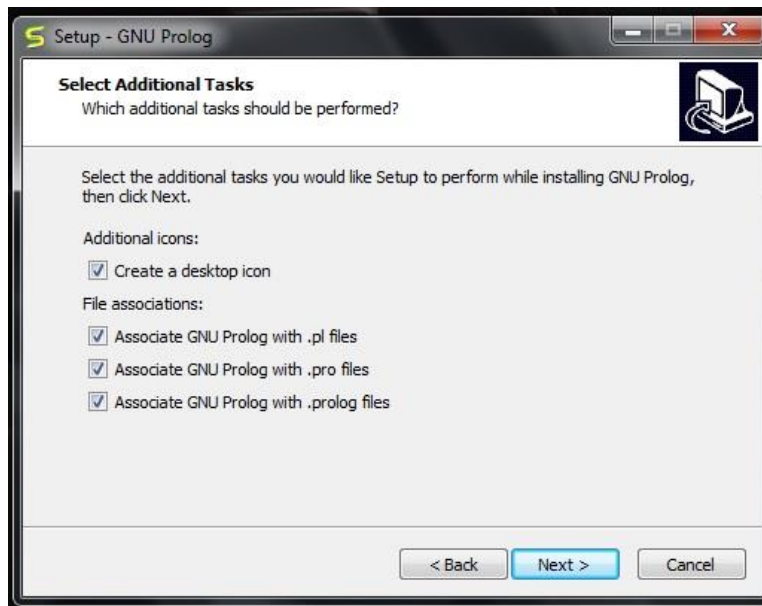 Setup - GNU Prolog
Select Additional Tasks
Which additional tasks should be performed?
Select the additional tasks you would like Setup to perform while installing GNU Prolog,
then click Next.
Additional icons:
Create a desktop icon
File associations:
Associate GNU Prolog with .pl files
Associate GNU Prolog with .pro files
Associate GNU Prolog with .prolog files
< Back Next > Cancel